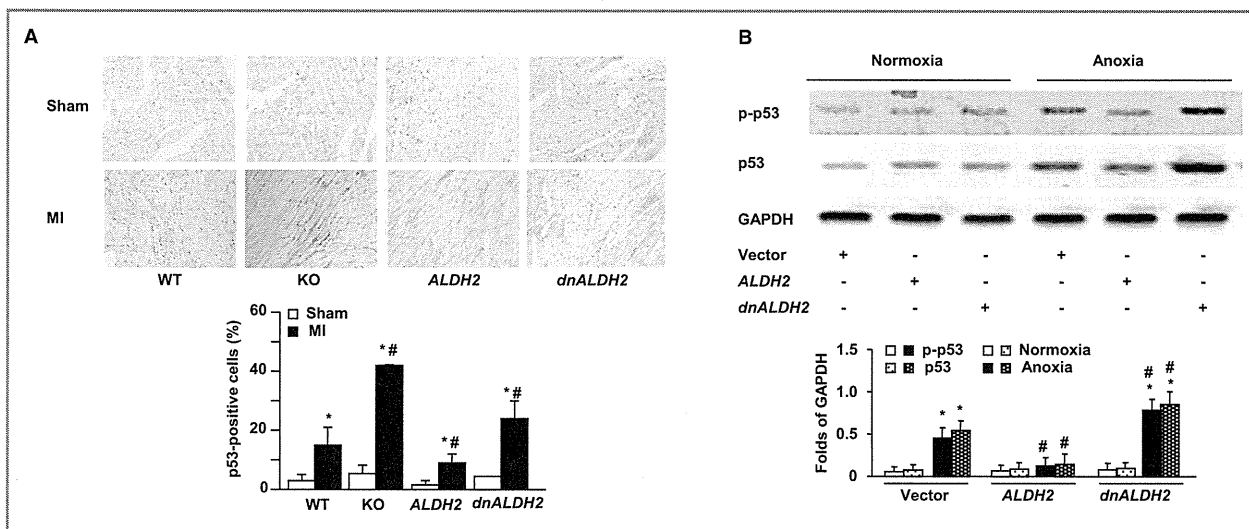 A
Sham
MI
WT KO ALDH2 dnALDH2
p53-positive cells (%)
60
40
20
0
Sham
MI
* *# *# *#
WT KO ALDH2 dnALDH2
B
Normoxia Anoxia
p-p53
p53
GAPDH
Vector + - - + - -
ALDH2 - + - - + -
dnALDH2 - - + - - +
Folds of GAPDH
1.5
1.0
0.5
0
p-p53 Normoxia
p53 Anoxia
* * # # # #
* *
Vector ALDH2 dnALDH2